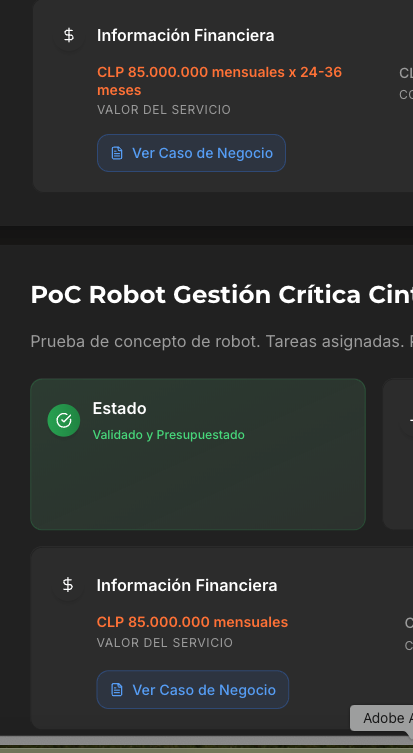 Información Financiera
CLP 85.000.000 mensuales x 24-36
meses
VALOR DEL SERVICIO
CL
CO
Ver Caso de Negocio
PoC Robot Gestión Crítica Cint
Prueba de concepto de robot. Tareas asignadas.
Estado
Validado y Presupuestado
Información Financiera
CLP 85.000.000 mensuales
VALOR DEL SERVICIO
Ver Caso de Negocio
Adobe A